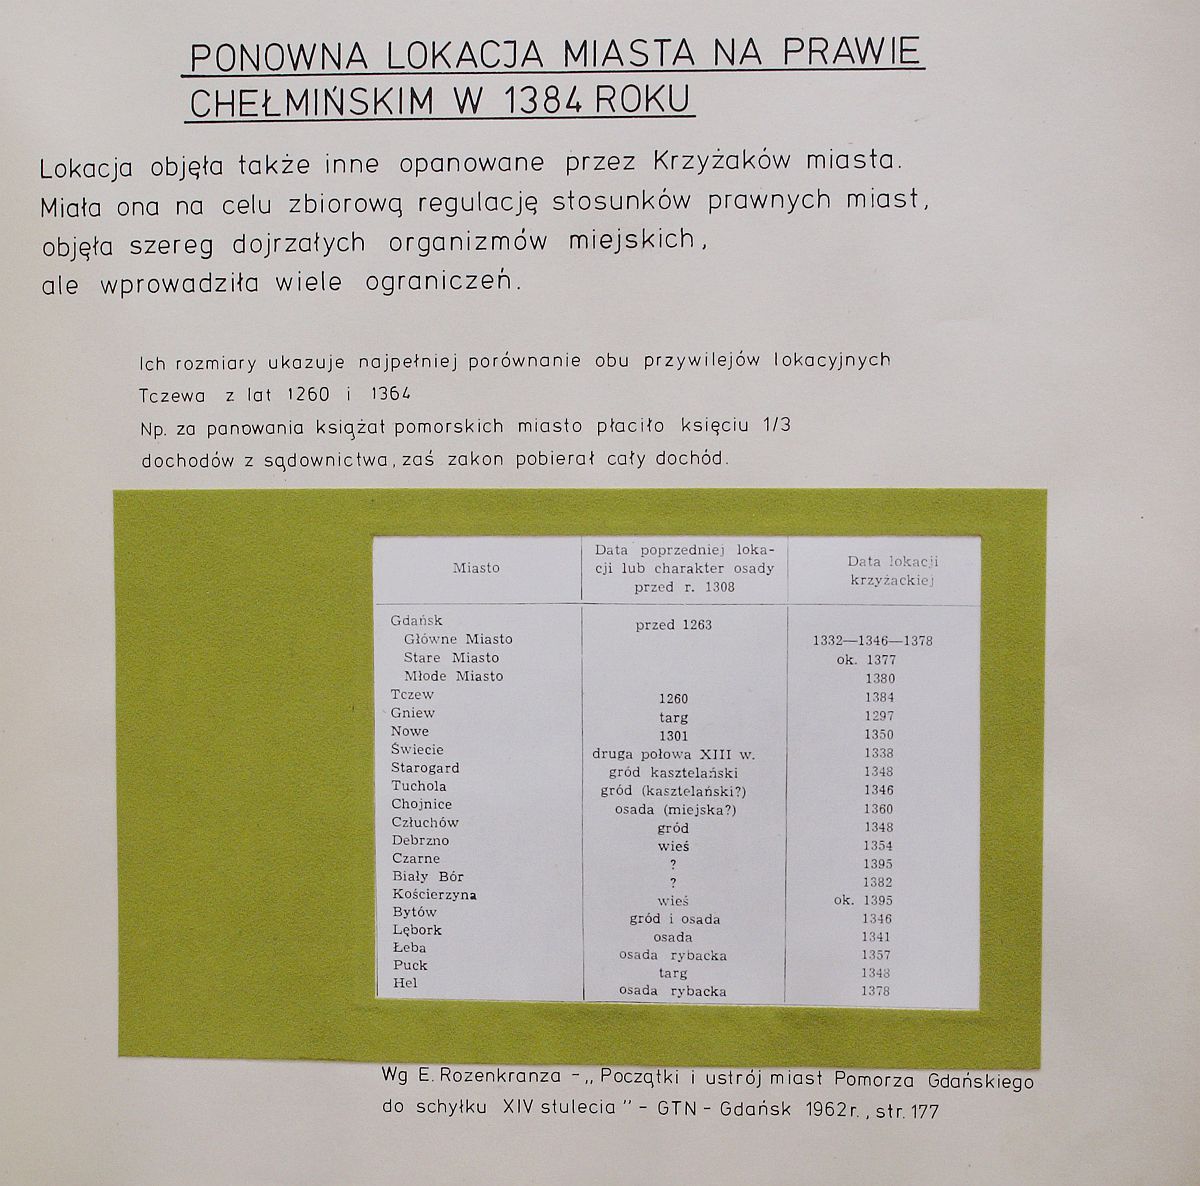 PONOWNA LOKACJA MIASTA NA PRAWIE
CHEŁMIŃSKIM W 1384 ROKU
Lokacja objęła także inne opanowane przez Krzyżaków miasta.
Miała ona na celu zbiorową regulację stosunków prawnych miast,
objęła szereg dojrzałych organizmów miejskich,
ale wprowadziła wiele ograniczeń.
Ich rozmiary ukazuje najpełniej porównanie obu przywilejów lokacyjnych
Tczewa z lat 1260 i 1364
Np. za panowania książat pomorskich miasto płaciło księciu 1/3
dochodów z sądownictwa, zaś zakon pobierał cały dochód.
Miasto Data poprzedniej loka-cji lub charakter osady przed r. 1308 Data lokacji krzyżackiej
Gdańsk przed 1263
Główne Miasto 1332—1346—1378
Stare Miasto ok. 1377
Młode Miasto 1380
Tczew 1260 1384
Gniew targ 1297
Nowe 1301 1350
Świecie druga połowa XIII w. 1338
Starogard gród kasztelański 1348
Tuchola gród (kasztelański?) 1346
Chojnice osada (miejska?) 1360
Człuchów gród 1348
Debrzno wieś 1354
Czarne ? 1395
Biały Bór ? 1382
Kościerzyna wieś ok. 1395
Bytów gród i osada 1346
Lębork osada 1341
Łeba osada rybacka 1357
Puck targ 1348
Hel osada rybacka 1378
Wg E. Rozenkranza - „Początki i ustrój miast Pomorza Gdańskiego
do schyłku XIV stulecia" - GTN - Gdańsk 1962r., str. 177